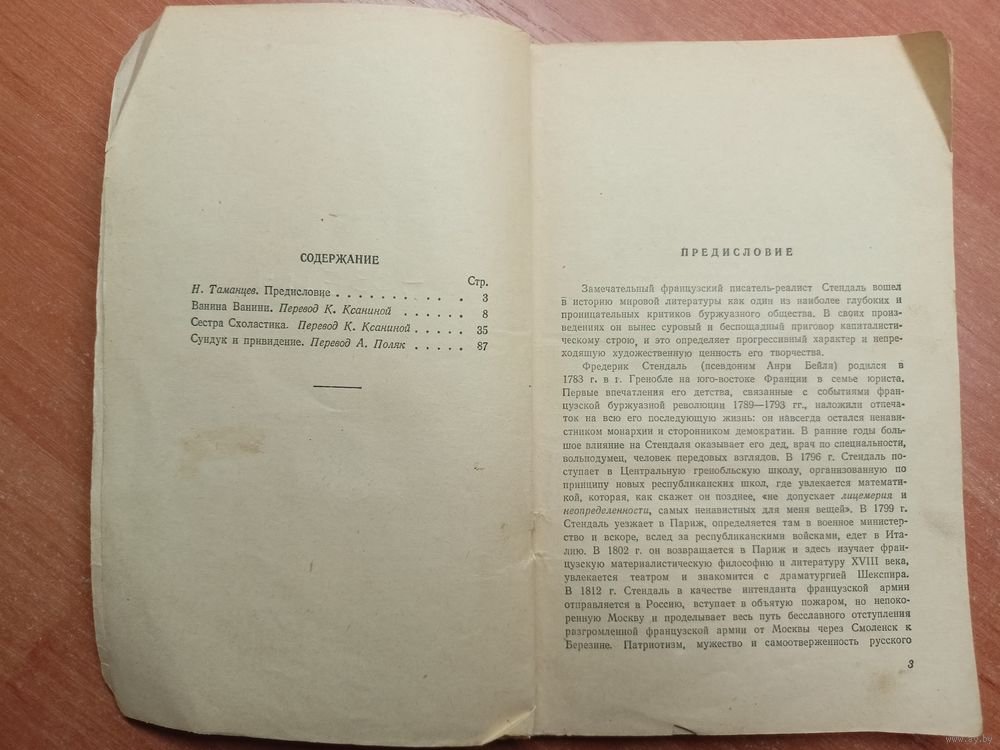 СОДЕРЖАНИЕ
Стр.
Н. Таманцев. Предисловие . . . . . . . . . . . 3
Ванина Ванини. Перевод К. Ксаниной . . . . . . 8
Сестра Схоластика. Перевод К. Ксаниной . . . . . 35
Сундук и привидение. Перевод А. Поляк . . . . . 87
ПРЕДИСЛОВИЕ
Замечательный французский писатель-реалист Стендаль вошел
в историю мировой литературы как один из наиболее глубоких и
проницательных критиков буржуазного общества. В своих произ-
ведениях он вынес суровый и беспощадный приговор капиталисти-
ческому строю, и это определяет прогрессивный характер и непре-
ходящую художественную ценность его творчества.
Фредерик Стендаль (псевдоним Анри Бейля) родился в
1783 г. в г. Гренобле на юго-востоке Франции в семье юриста.
Первые впечатления его детства, связанные с событиями фран-
цузской буржуазной революции 1789—1793 гг., наложили отпеча-
ток на всю его последующую жизнь: он навсегда остался ненави-
стником монархии и сторонником демократии. В ранние годы боль-
шое влияние на Стендаля оказывает его дед, врач по специальности,
вольнодумец, человек передовых взглядов. В 1796 г. Стендаль по-
ступает в Центральную гренобльскую школу, организованную по
принципу новых республиканских школ, где увлекается математи-
кой, которая, как скажет он позднее, «не допускает лицемерия и
неопределенности, самых ненавистных для меня вещей». В 1799 г.
Стендаль уезжает в Париж, определяется там в военное министер-
ство и вскоре, вслед за республиканскими войсками, едет в Ита-
лию. В 1802 г. он возвращается в Париж и здесь изучает фран-
цузскую материалистическую философию и литературу XVIII века,
увлекается театром и знакомится с драматургией Шекспира.
В 1812 г. Стендаль в качестве интенданта французской армии
отправляется в Россию, вступает в объятую пожаром, но непоко-
ренную Москву и проделывает весь путь бесславного отступления
разгромленной французской армии от Москвы через Смоленск к
Березине. Патриотизм, мужество и самоотверженность русского
3
www.ay.by